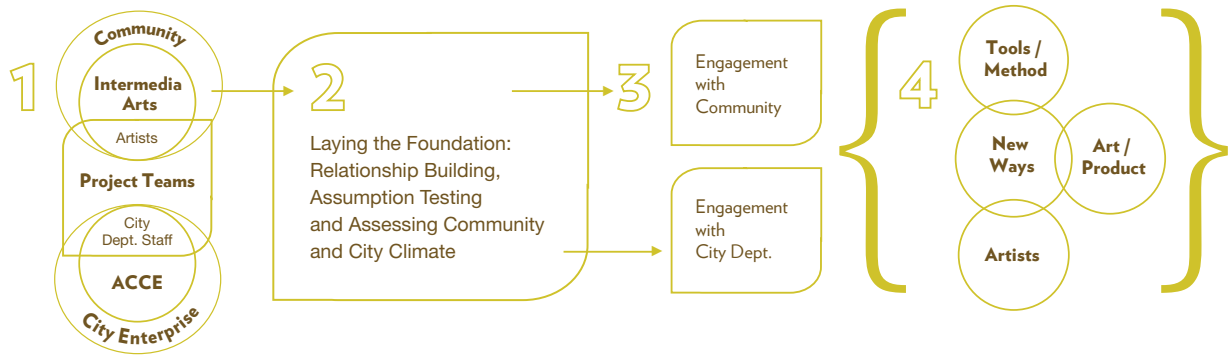 1
Community
Intermedia
Arts
Artists
Project Teams
City
Dept. Staff
ACCE
City Enterprise
2
Laying the Foundation:
Relationship Building,
Assumption Testing
and Assessing Community
and City Climate
3
Engagement
with
Community
Engagement
with
City Dept.
4
Tools /
Method
New
Ways
Art /
Product
Artists